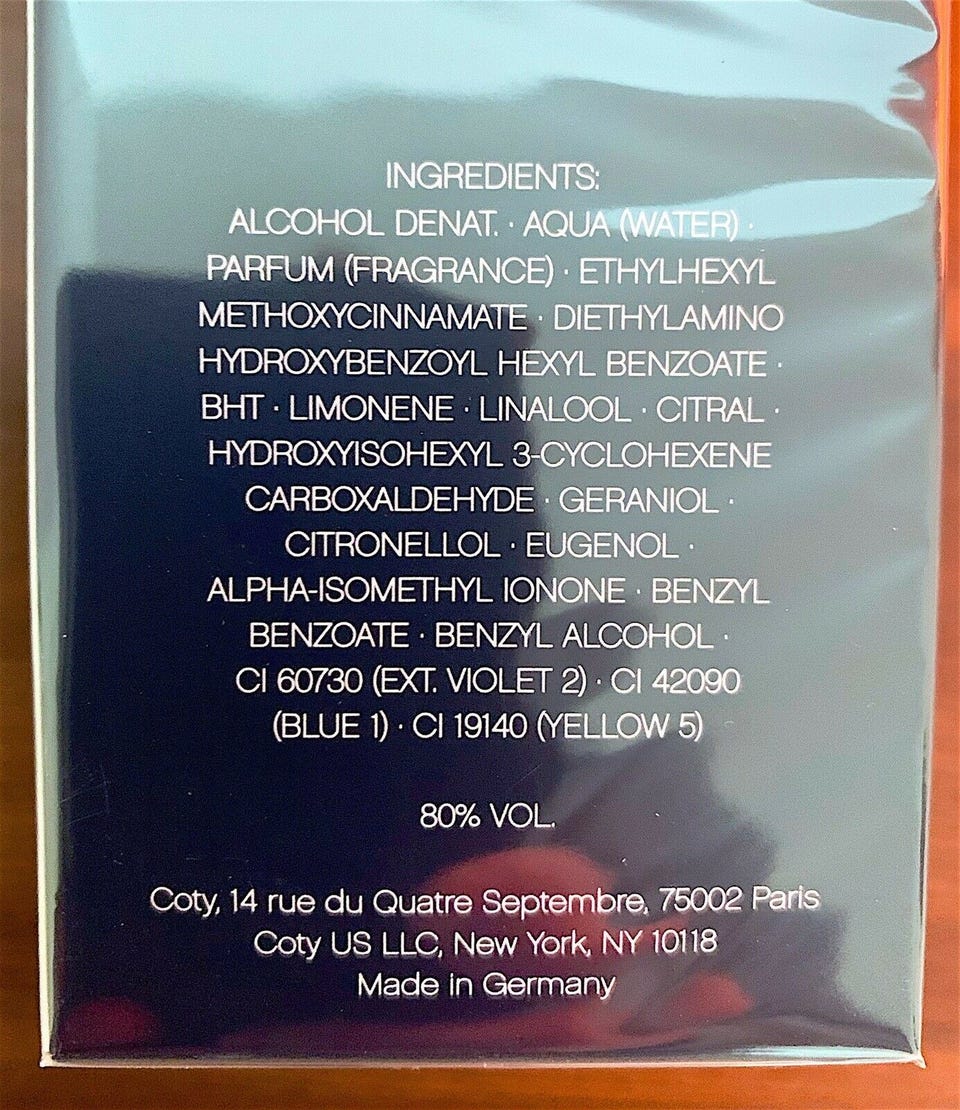 INGREDIENTS:
ALCOHOL DENAT. · AQUA (WATER) ·
PARFUM (FRAGRANCE) · ETHYLHEXYL
METHOXYCINNAMATE · DIETHYLAMINO
HYDROXYBENZOYL HEXYL BENZOATE ·
BHT · LIMONENE · LINALOOL · CITRAL ·
HYDROXYISOHEXYL 3-CYCLOHEXENE
CARBOXALDEHYDE · GERANIOL ·
CITRONELLOL · EUGENOL ·
ALPHA-ISOMETHYL IONONE · BENZYL
BENZOATE · BENZYL ALCOHOL ·
CI 60730 (EXT. VIOLET 2) · CI 42090
(BLUE 1) · CI 19140 (YELLOW 5)
80% VOL.
Coty, 14 rue du Quatre Septembre, 75002 Paris
Coty US LLC, New York, NY 10118
Made in Germany